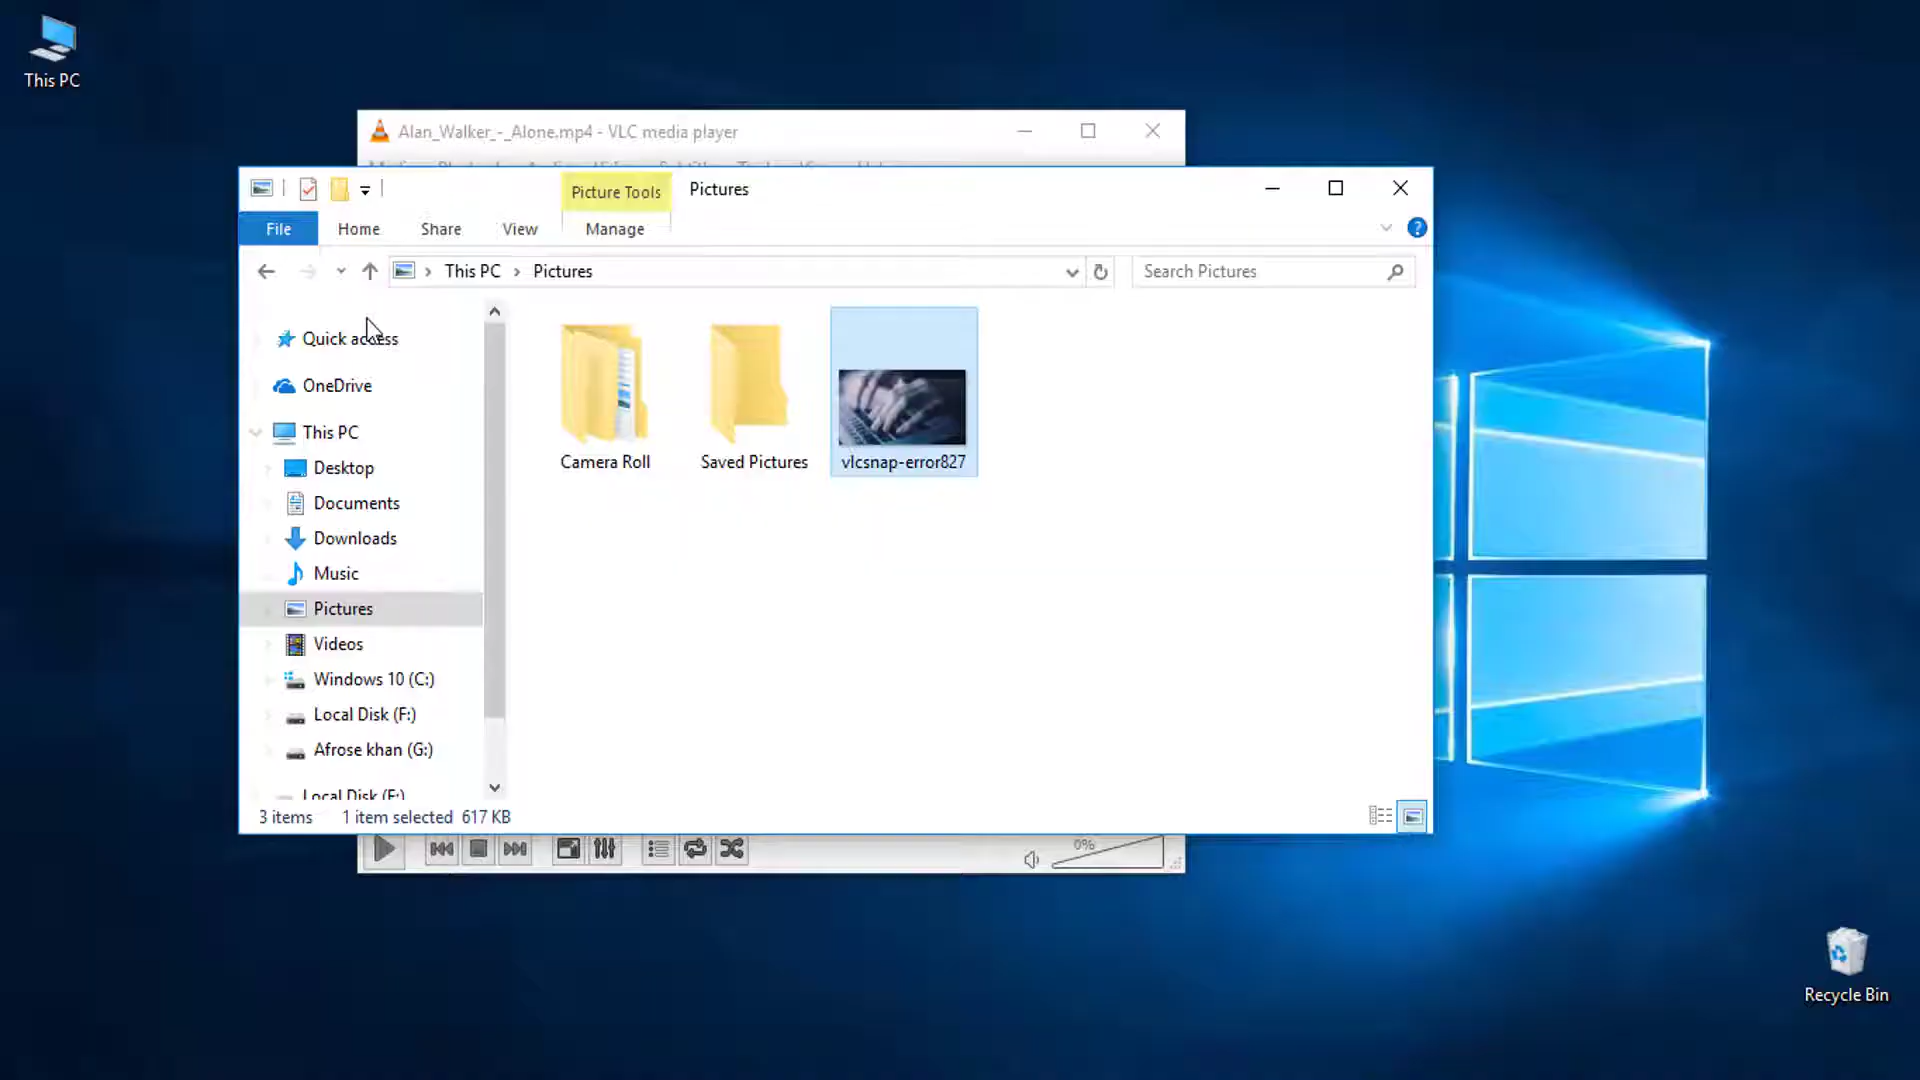 This PC
Alan_Walker_-_Alone.mp4 - VLC media player
Picture Tools
Pictures
File
Home
Share
View
Manage
This PC
Pictures
Search Pictures
Quick access
OneDrive
This PC
Desktop
Documents
Downloads
Music
Pictures
Videos
Windows 10 (C:)
Local Disk (F:)
Afrose khan (G:)
Camera Roll
Saved Pictures
vlcsnap-error827
3 items 1 item selected 617 KB
0%
Recycle Bin